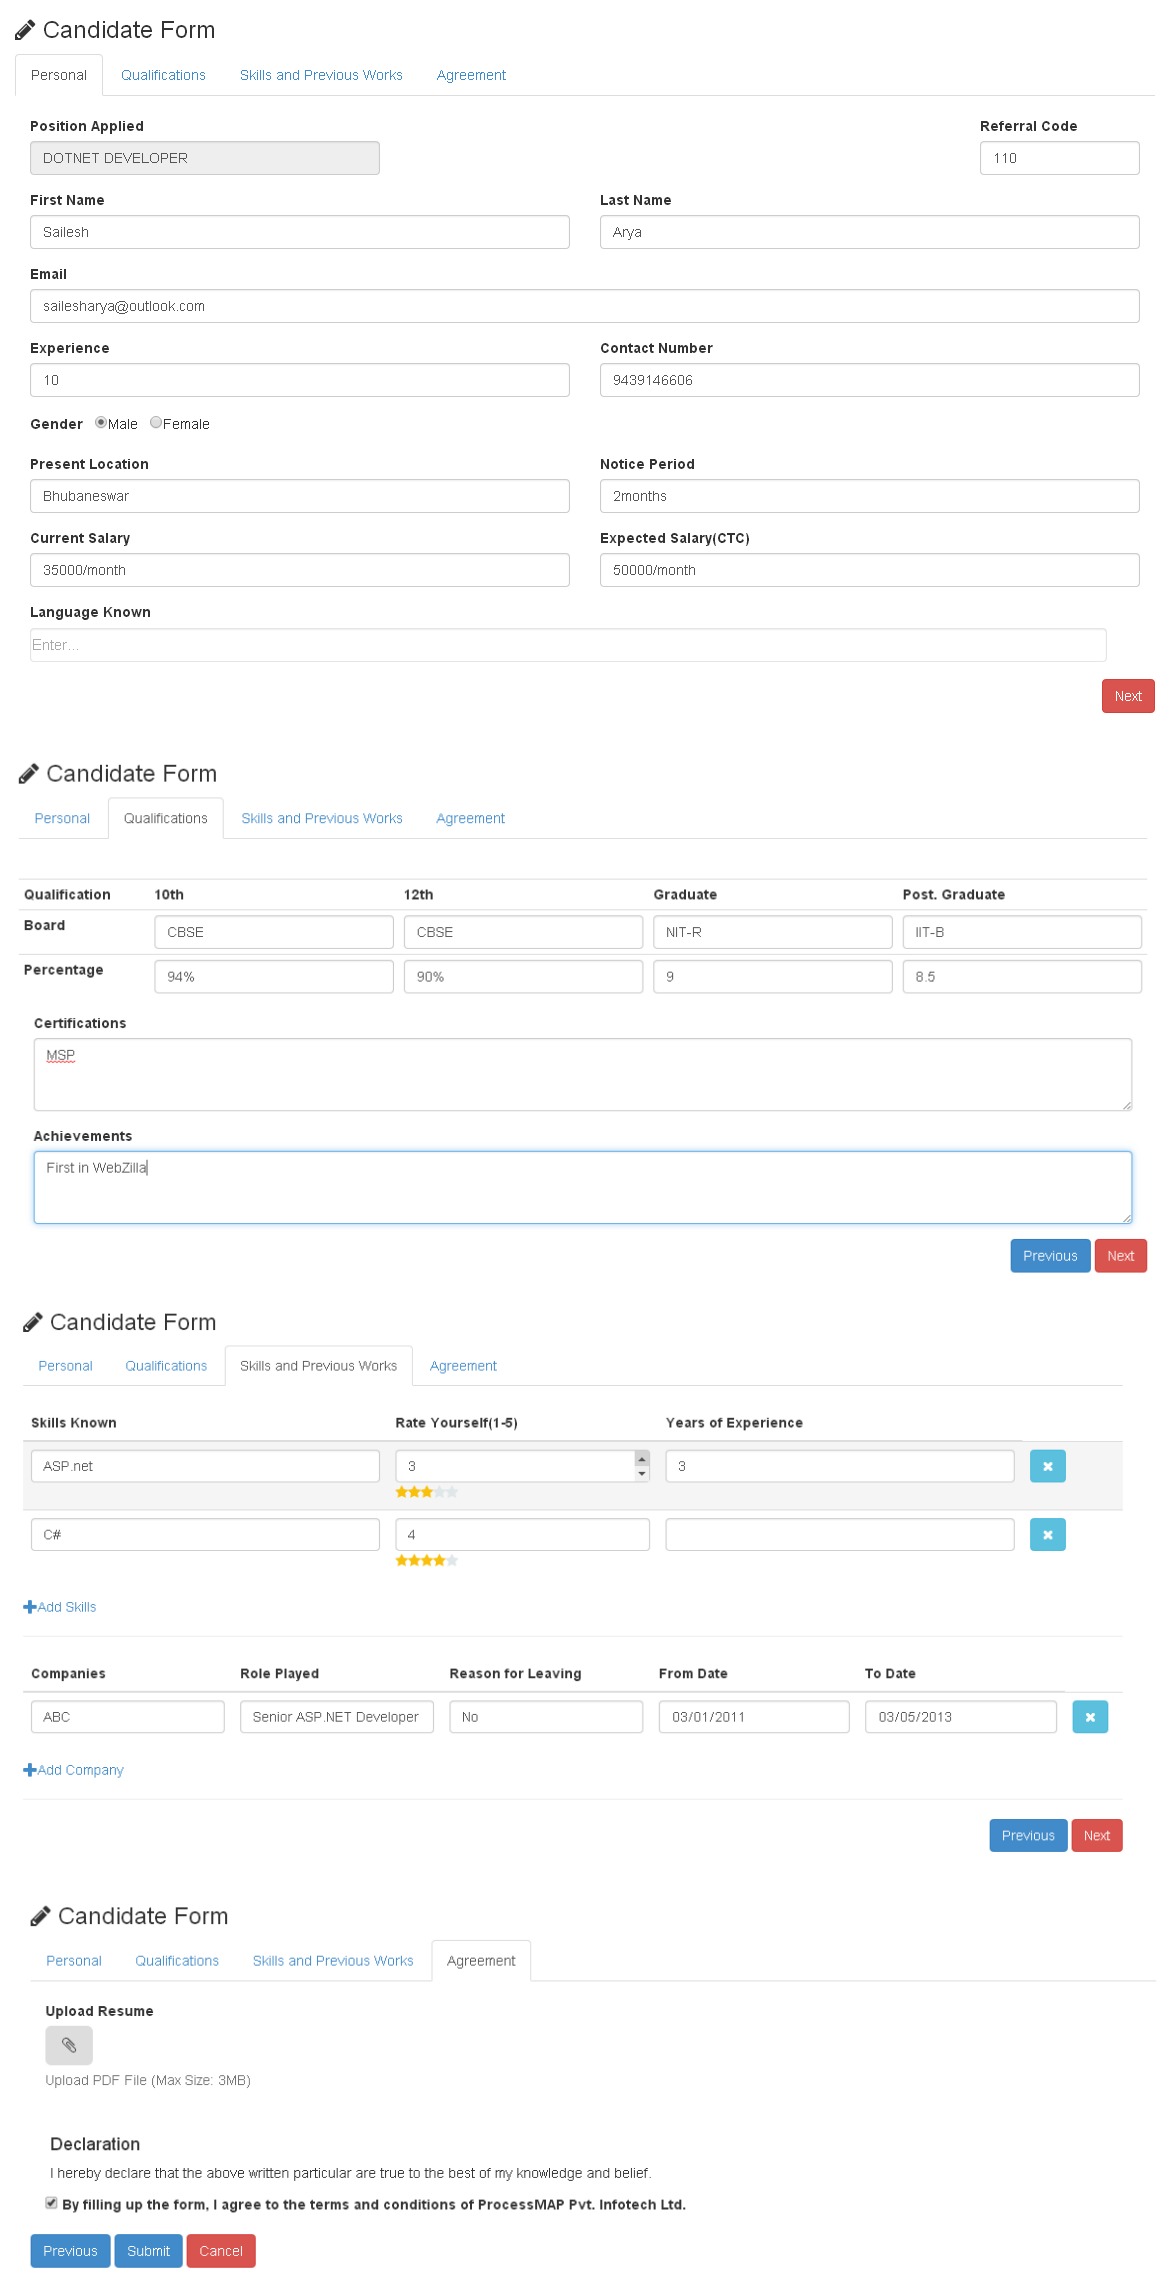 Candidate Form
Personal Qualifications Skills and Previous Works Agreement
Position Applied Referral Code
DOTNET DEVELOPER 110
First Name Last Name
Sailesh Arya
Email
sailesharya@outlook.com
Experience Contact Number
10 9439146606
Gender Male Female
Present Location Notice Period
Bhubaneswar 2months
Current Salary Expected Salary(CTC)
35000/month 50000/month
Language Known
Enter...
Next
Candidate Form
Personal Qualifications Skills and Previous Works Agreement
Qualification 10th 12th Graduate Post. Graduate
Board CBSE CBSE NIT-R IIT-B
Percentage 94% 90% 9 8.5
Certifications
MSP
Achievements
First in WebZilla
Previous Next
Candidate Form
Personal Qualifications Skills and Previous Works Agreement
Skills Known Rate Yourself(1-5) Years of Experience
ASP.net 3 3
C# 4
Add Skills
Companies Role Played Reason for Leaving From Date To Date
ABC Senior ASP.NET Developer No 03/01/2011 03/05/2013
Add Company
Previous Next
Candidate Form
Personal Qualifications Skills and Previous Works Agreement
Upload Resume
Upload PDF File (Max Size: 3MB)
Declaration
I hereby declare that the above written particular are true to the best of my knowledge and belief.
By filling up the form, I agree to the terms and conditions of ProcessMAP Pvt. Infotech Ltd.
Previous Submit Cancel